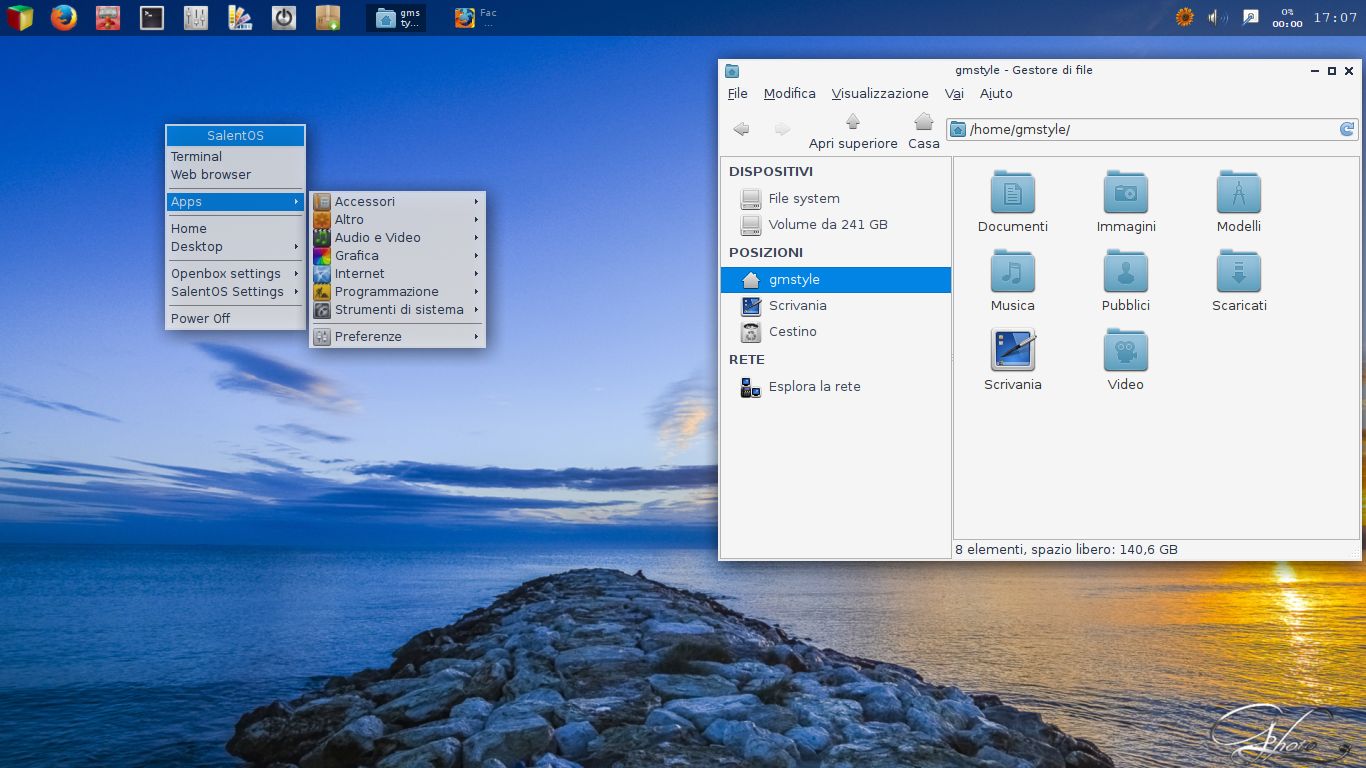 gms
ty...
Fac
...
0%
00:00
17:07
gmstyle - Gestore di file
File Modifica Visualizzazione Vai Aiuto
Apri superiore Casa
/home/gmstyle/
DISPOSITIVI
File system
Volume da 241 GB
POSIZIONI
gmstyle
Scrivania
Cestino
RETE
Esplora la rete
Documenti Immagini Modelli
Musica Pubblici Scaricati
Scrivania Video
8 elementi, spazio libero: 140,6 GB
SalentOS
Terminal
Web browser
Apps
Home
Desktop
Openbox settings
SalentOS Settings
Power Off
Accessori
Altro
Audio e Video
Grafica
Internet
Programmazione
Strumenti di sistema
Preferenze